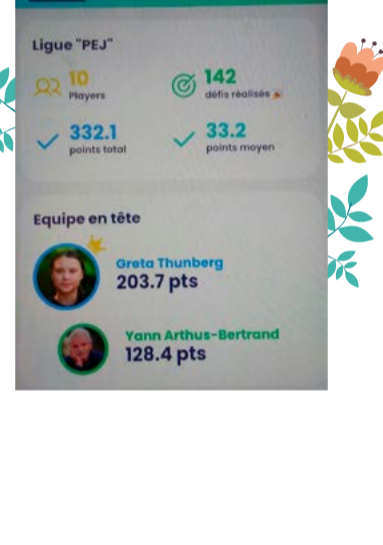 Ligue "PEJ"
10
Players
142
défis réalisés
332.1
points total
33.2
points moyen
Equipe en tête
Greta Thunberg
203.7 pts
Yann Arthus-Bertrand
128.4 pts